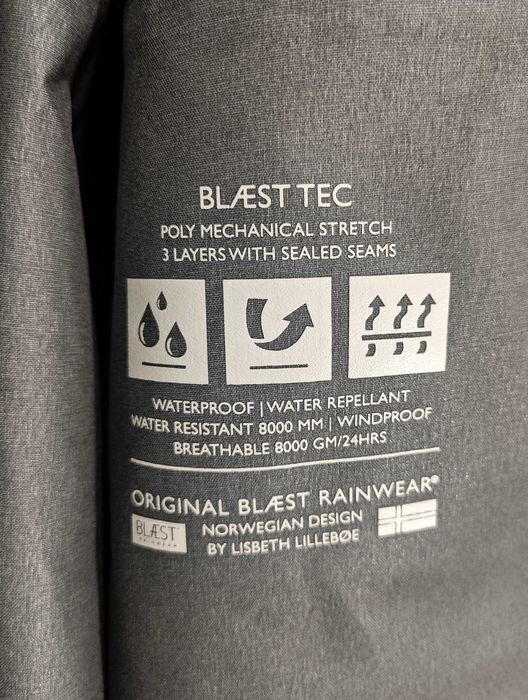 BLÆST TEC
POLY MECHANICAL STRETCH
3 LAYERS WITH SEALED SEAMS
WATERPROOF | WATER REPELLANT
WATER RESISTANT 8000 MM | WINDPROOF
BREATHABLE 8000 GM/24HRS
ORIGINAL BLÆST RAINWEAR®
BLÆST
RAINWEAR
NORWEGIAN DESIGN
BY LISBETH LILLEBØE